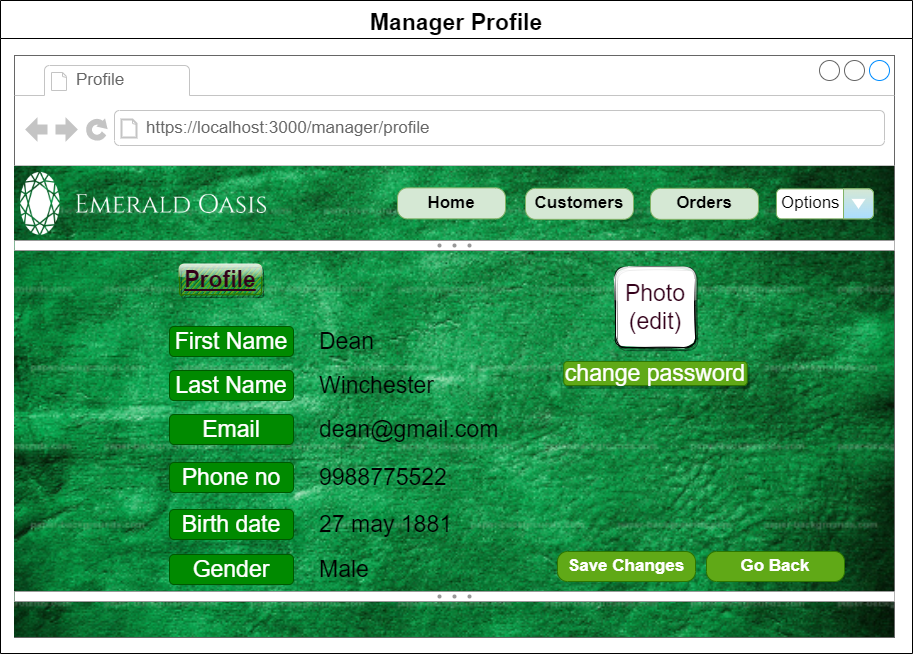 Manager Profile
Profile
https://localhost:3000/manager/profile
Emerald Oasis
Home
Customers
Orders
Options
Profile
Photo
(edit)
First Name Dean
change password
Last Name Winchester
Email dean@gmail.com
Phone no 9988775522
Birth date 27 may 1881
Gender Male
Save Changes
Go Back